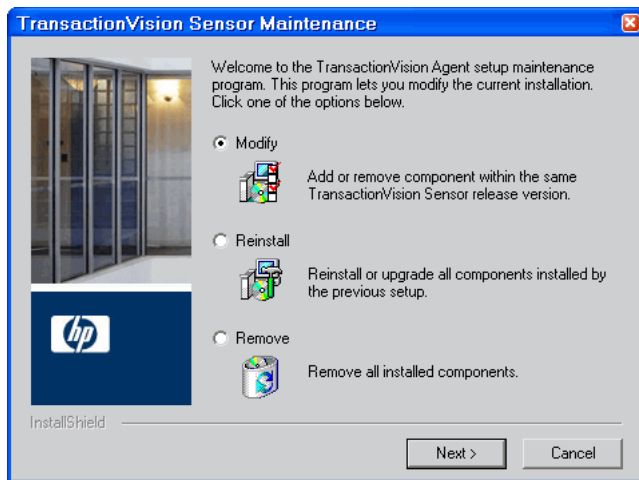 TransactionVision Sensor Maintenance
Welcome to the TransactionVision Agent setup maintenance
program. This program lets you modify the current installation.
Click one of the options below.
Modify
Add or remove component within the same
TransactionVision Sensor release version.
Reinstall
Reinstall or upgrade all components installed by
the previous setup.
hp
Remove
Remove all installed components.
InstallShield
Next >
Cancel